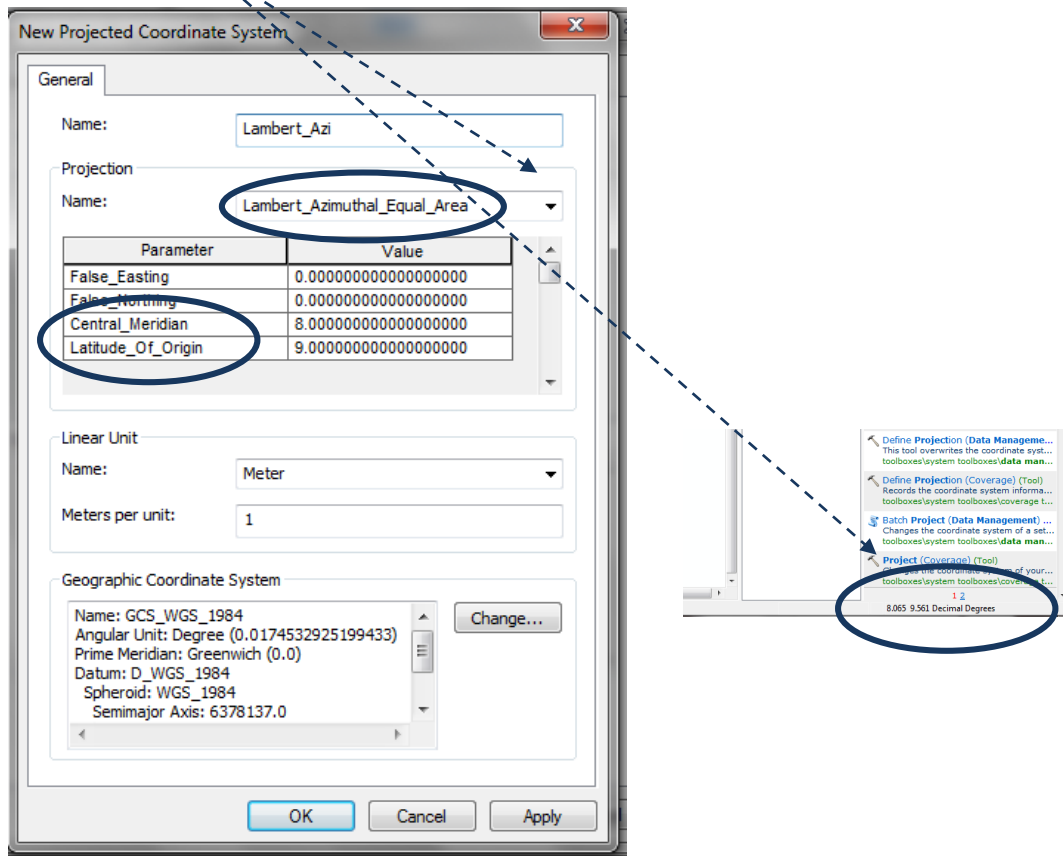 New Projected Coordinate System
General
Name:
Lambert_Azi
Projection
Name:
Lambert_Azimuthal_Equal_Area
Parameter Value
False_Easting 0.000000000000000000
False_Northing 0.000000000000000000
Central_Meridian 8.000000000000000000
Latitude_Of_Origin 9.000000000000000000
Linear Unit
Name:
Meter
Meters per unit:
1
Geographic Coordinate System
Name: GCS_WGS_1984
Angular Unit: Degree (0.0174532925199433)
Prime Meridian: Greenwich (0.0)
Datum: D_WGS_1984
Spheroid: WGS_1984
Semimajor Axis: 6378137.0
Change...
OK Cancel Apply
Define Projection (Data Manageme...
This tool overwrites the coordinate syst...
toolboxes\system toolboxes\data man...
Define Projection (Coverage) (Tool)
Records the coordinate system informa...
toolboxes\system toolboxes\coverage t...
Batch Project (Data Management) ...
Changes the coordinate system of a set...
toolboxes\system toolboxes\data man...
Project (Coverage) (Tool)
Changes the coordinate system of your...
toolboxes\system toolboxes\coverage t...
1 2
8.065 9.561 Decimal Degrees